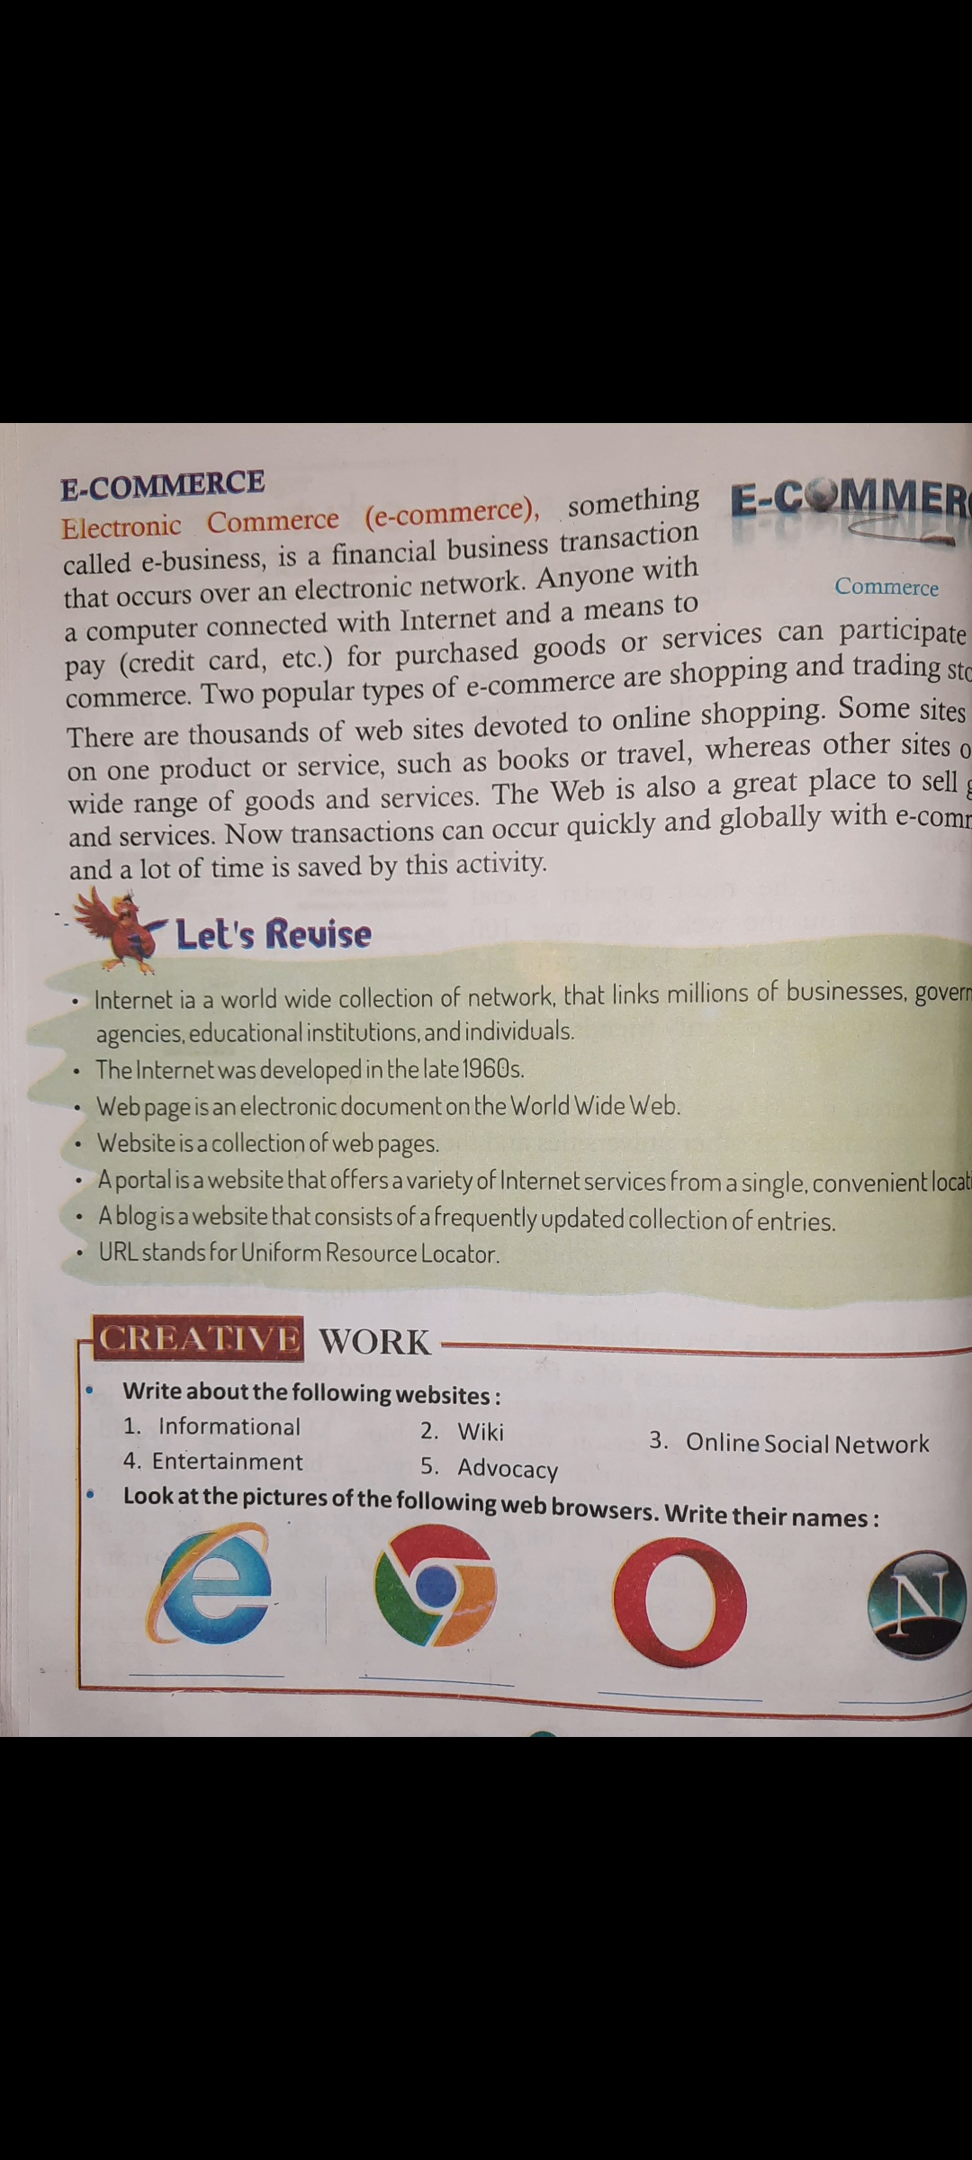 E-COMMERCE
Electronic Commerce (e-commerce), something
called e-business, is a financial business transaction
that occurs over an electronic network. Anyone with
a computer connected with Internet and a means to
pay (credit card, etc.) for purchased goods or services can participate
commerce. Two popular types of e-commerce are shopping and trading
There are thousands of web sites devoted to online shopping. Some sites
on one product or service, such as books or travel, whereas other sites
wide range of goods and services. The Web is also a great place to sell
and services. Now transactions can occur quickly and globally with
and a lot of time is saved by this activity.
Commerce
Let's Revise
• Internet ia a world wide collection of network, that links millions of businesses,
agencies, educational institutions, and individuals.
• The Internet was developed in the late 1960s.
• Web page is an electronic document on the World Wide Web.
• Website is a collection of web pages.
• A portal is a website that offers a variety of Internet services from a single, convenient
• A blog is a website that consists of a frequently updated collection of entries.
• URL stands for Uniform Resource Locator.
CREATIVE WORK
• Write about the following websites :
1. Informational 2. Wiki 3. Online Social Network
4. Entertainment 5. Advocacy
• Look at the pictures of the following web browsers. Write their names :
N